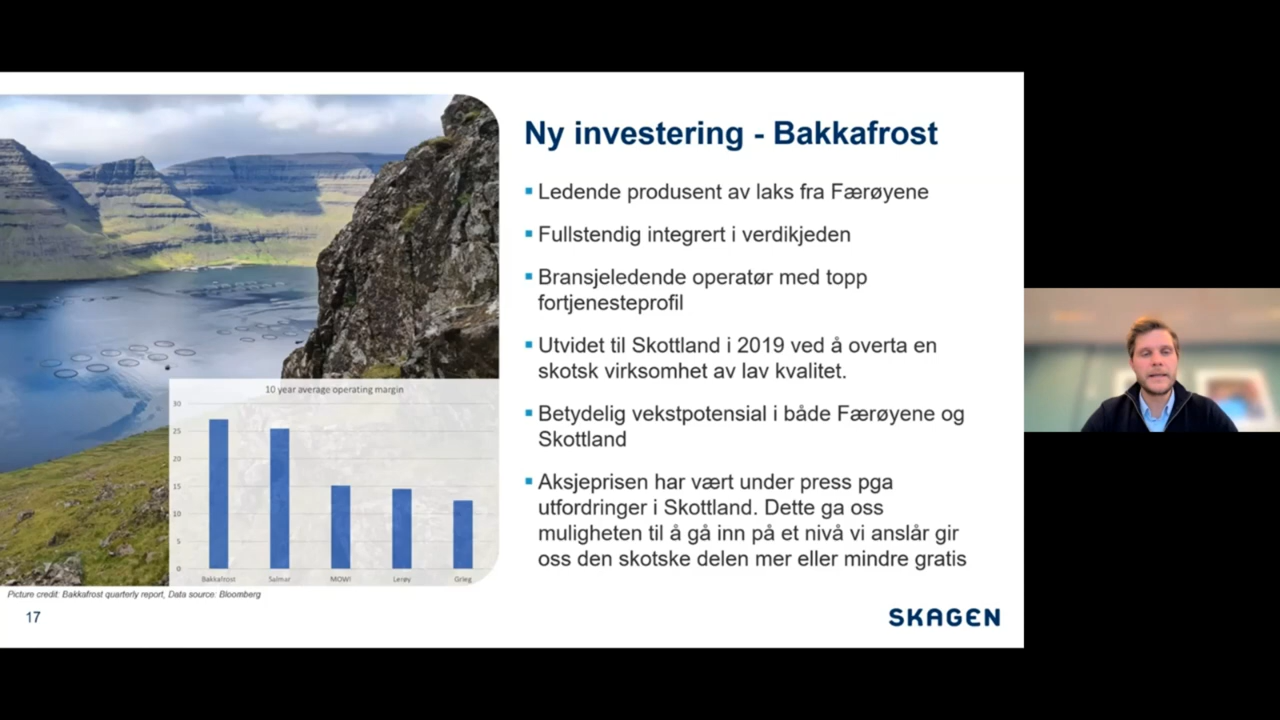 Ny investering - Bakkafrost
Ledende produsent av laks fra Færøyene
Fullstendig integrert i verdikjeden
Bransjeledende operatør med topp
fortjenesteprofil
Utvidet til Skottland i 2019 ved å overta en
skotsk virksomhet av lav kvalitet.
Betydelig vekstpotensial i både Færøyene og
Skottland
Aksjeprisen har vært under press pga
utfordringer i Skottland. Dette ga oss
muligheten til å gå inn på et nivå vi anslår gir
oss den skotske delen mer eller mindre gratis
10 year average operating margin
30
25
20
15
10
5
0
Bakkafrost Salmar MOWI Lerøy Grieg
Picture credit: Bakkafrost quarterly report, Data source: Bloomberg
17
SKAGEN